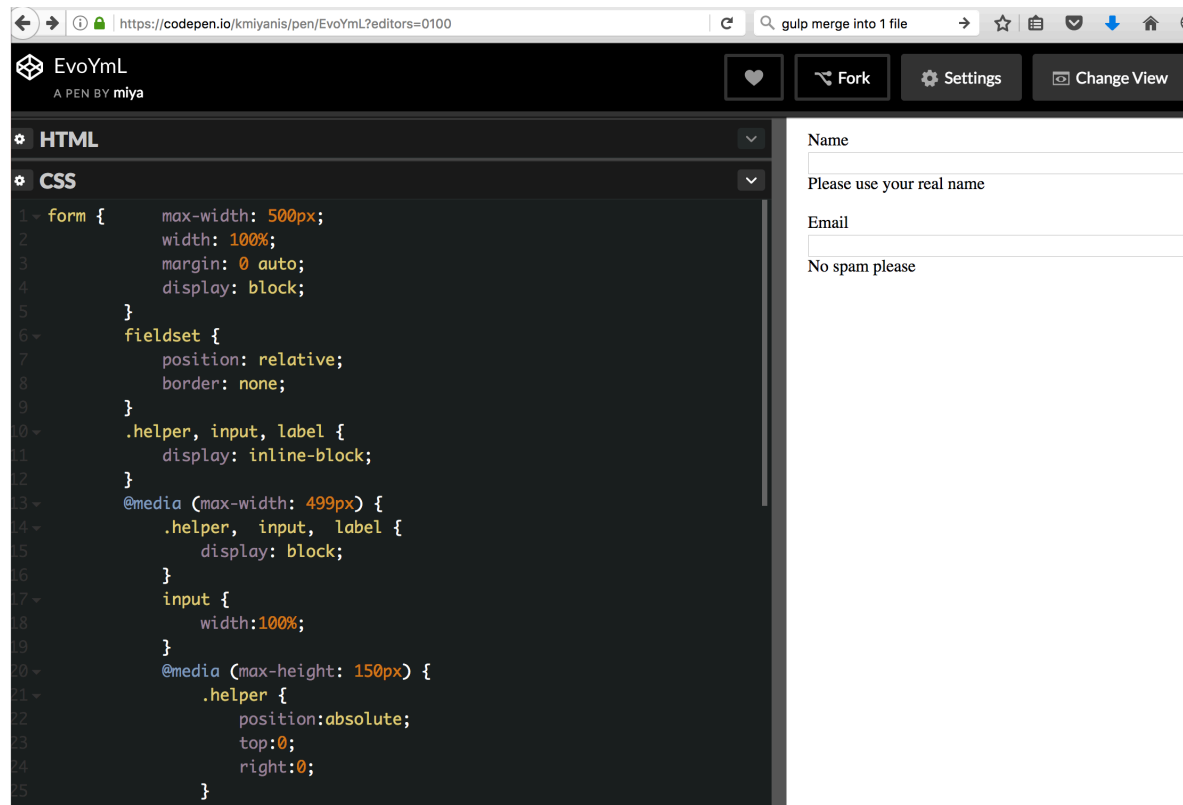 https://codepen.io/kmiyanis/pen/EvoYmL?editors=0100
gulp merge into 1 file
EvoYmL
A PEN BY miya
Fork
Settings
Change View
HTML
CSS
1 form { max-width: 500px;
2 width: 100%;
3 margin: 0 auto;
4 display: block;
5 }
6 fieldset {
7 position: relative;
8 border: none;
9 }
10 .helper, input, label {
11 display: inline-block;
12 }
13 @media (max-width: 499px) {
14 .helper, input, label {
15 display: block;
16 }
17 input {
18 width:100%;
19 }
20 @media (max-height: 150px) {
21 .helper {
22 position:absolute;
23 top:0;
24 right:0;
25 }
Name
Please use your real name
Email
No spam please